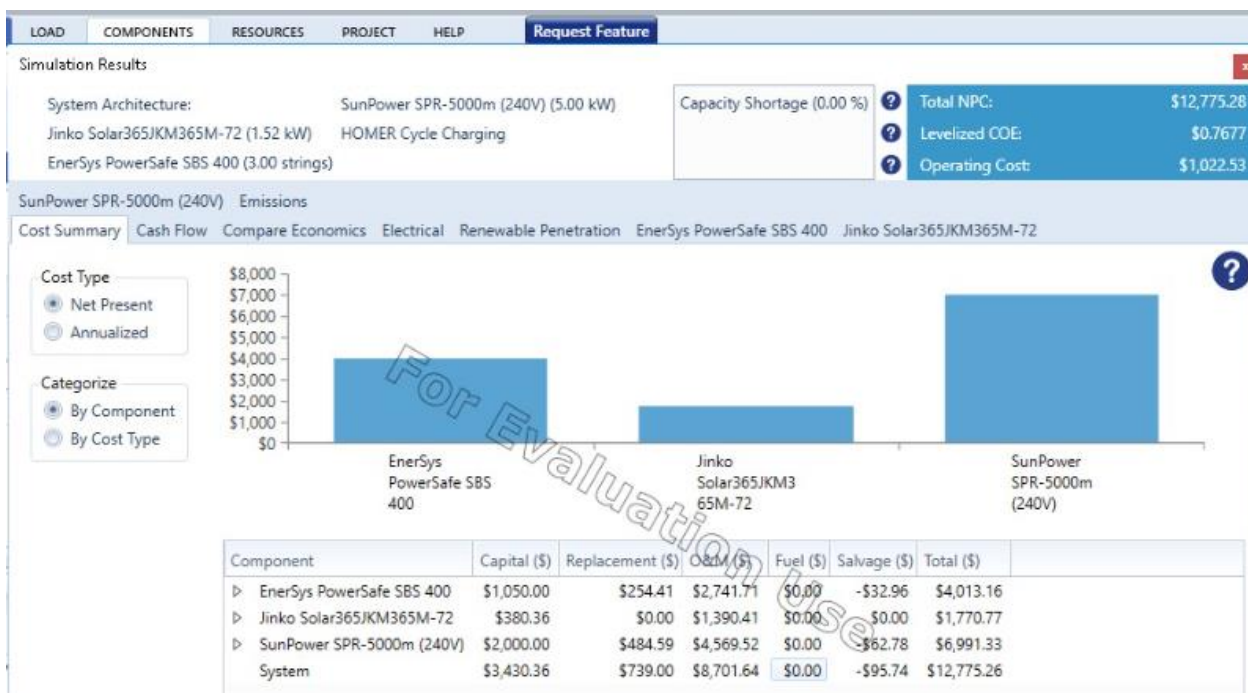 LOAD COMPONENTS RESOURCES PROJECT HELP Request Feature
Simulation Results x
System Architecture: SunPower SPR-5000m (240V) (5.00 kW) Capacity Shortage (0.00 %) ? Total NPC: $12,775.28
Jinko Solar365JKM365M-72 (1.52 kW) HOMER Cycle Charging ? Levelized COE: $0.7677
EnerSys PowerSafe SBS 400 (3.00 strings) ? Operating Cost: $1,022.53
SunPower SPR-5000m (240V) Emissions
Cost Summary Cash Flow Compare Economics Electrical Renewable Penetration EnerSys PowerSafe SBS 400 Jinko Solar365JKM365M-72
Cost Type
Net Present
Annualized
Categorize
By Component
By Cost Type
$8,000
$7,000
$6,000
$5,000
$4,000
$3,000
$2,000
$1,000
$0
?
EnerSys
PowerSafe SBS
400
Jinko
Solar365JKM3
65M-72
SunPower
SPR-5000m
(240V)
For Evaluation Use
Component Capital ($) Replacement ($) O&M ($) Fuel ($) Salvage ($) Total ($)
EnerSys PowerSafe SBS 400 $1,050.00 $254.41 $2,741.71 $0.00 -$32.96 $4,013.16
Jinko Solar365JKM365M-72 $380.36 $0.00 $1,390.41 $0.00 $0.00 $1,770.77
SunPower SPR-5000m (240V) $2,000.00 $484.59 $4,569.52 $0.00 -$62.78 $6,991.33
System $3,430.36 $739.00 $8,701.64 $0.00 -$95.74 $12,775.26